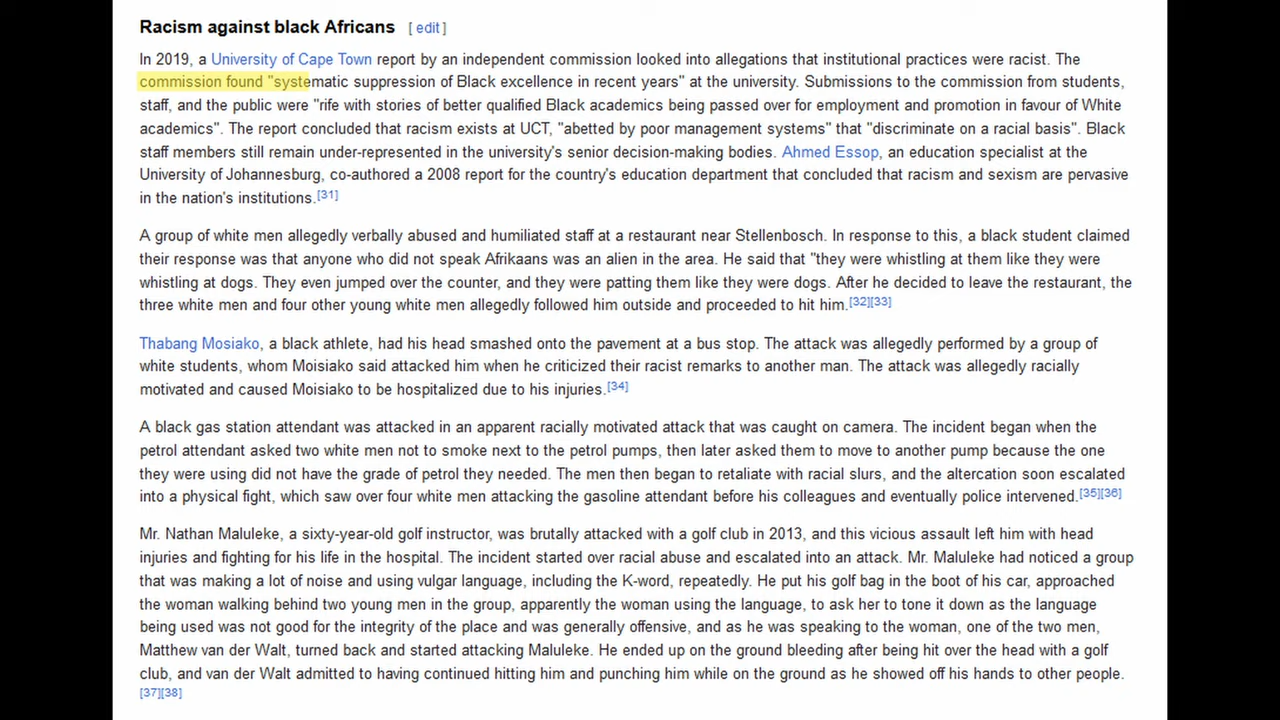 Racism against black Africans [ edit ]
In 2019, a University of Cape Town report by an independent commission looked into allegations that institutional practices were racist. The
commission found "systematic suppression of Black excellence in recent years" at the university. Submissions to the commission from students,
staff, and the public were "rife with stories of better qualified Black academics being passed over for employment and promotion in favour of White
academics". The report concluded that racism exists at UCT, "abetted by poor management systems" that "discriminate on a racial basis". Black
staff members still remain under-represented in the university's senior decision-making bodies. Ahmed Essop, an education specialist at the
University of Johannesburg, co-authored a 2008 report for the country's education department that concluded that racism and sexism are pervasive
in the nation's institutions.[31]
A group of white men allegedly verbally abused and humiliated staff at a restaurant near Stellenbosch. In response to this, a black student claimed
their response was that anyone who did not speak Afrikaans was an alien in the area. He said that "they were whistling at them like they were
whistling at dogs. They even jumped over the counter, and they were patting them like they were dogs. After he decided to leave the restaurant, the
three white men and four other young white men allegedly followed him outside and proceeded to hit him.[32][33]
Thabang Mosiako, a black athlete, had his head smashed onto the pavement at a bus stop. The attack was allegedly performed by a group of
white students, whom Moisiako said attacked him when he criticized their racist remarks to another man. The attack was allegedly racially
motivated and caused Moisiako to be hospitalized due to his injuries.[34]
A black gas station attendant was attacked in an apparent racially motivated attack that was caught on camera. The incident began when the
petrol attendant asked two white men not to smoke next to the petrol pumps, then later asked them to move to another pump because the one
they were using did not have the grade of petrol they needed. The men then began to retaliate with racial slurs, and the altercation soon escalated
into a physical fight, which saw over four white men attacking the gasoline attendant before his colleagues and eventually police intervened.[35][36]
Mr. Nathan Maluleke, a sixty-year-old golf instructor, was brutally attacked with a golf club in 2013, and this vicious assault left him with head
injuries and fighting for his life in the hospital. The incident started over racial abuse and escalated into an attack. Mr. Maluleke had noticed a group
that was making a lot of noise and using vulgar language, including the K-word, repeatedly. He put his golf bag in the boot of his car, approached
the woman walking behind two young men in the group, apparently the woman using the language, to ask her to tone it down as the language
being used was not good for the integrity of the place and was generally offensive, and as he was speaking to the woman, one of the two men,
Matthew van der Walt, turned back and started attacking Maluleke. He ended up on the ground bleeding after being hit over the head with a golf
club, and van der Walt admitted to having continued hitting him and punching him while on the ground as he showed off his hands to other people.
[37][38]